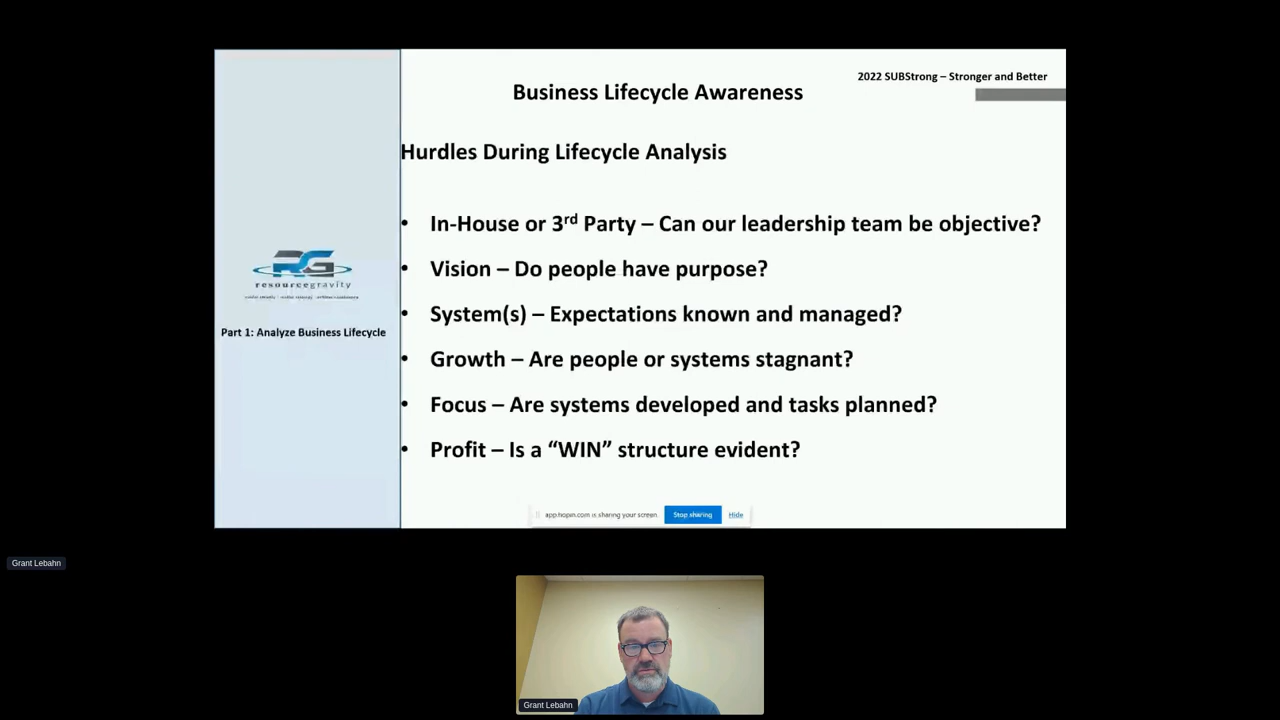 2022 SUBStrong – Stronger and Better
Business Lifecycle Awareness
Hurdles During Lifecycle Analysis
• In-House or 3rd Party – Can our leadership team be objective?
• Vision – Do people have purpose?
• System(s) – Expectations known and managed?
• Growth – Are people or systems stagnant?
• Focus – Are systems developed and tasks planned?
• Profit – Is a “WIN” structure evident?
RG
resourcegravity
Part 1: Analyze Business Lifecycle
app.hopin.com is sharing your screen. Stop sharing Hide
Grant Lebahn
Grant Lebahn